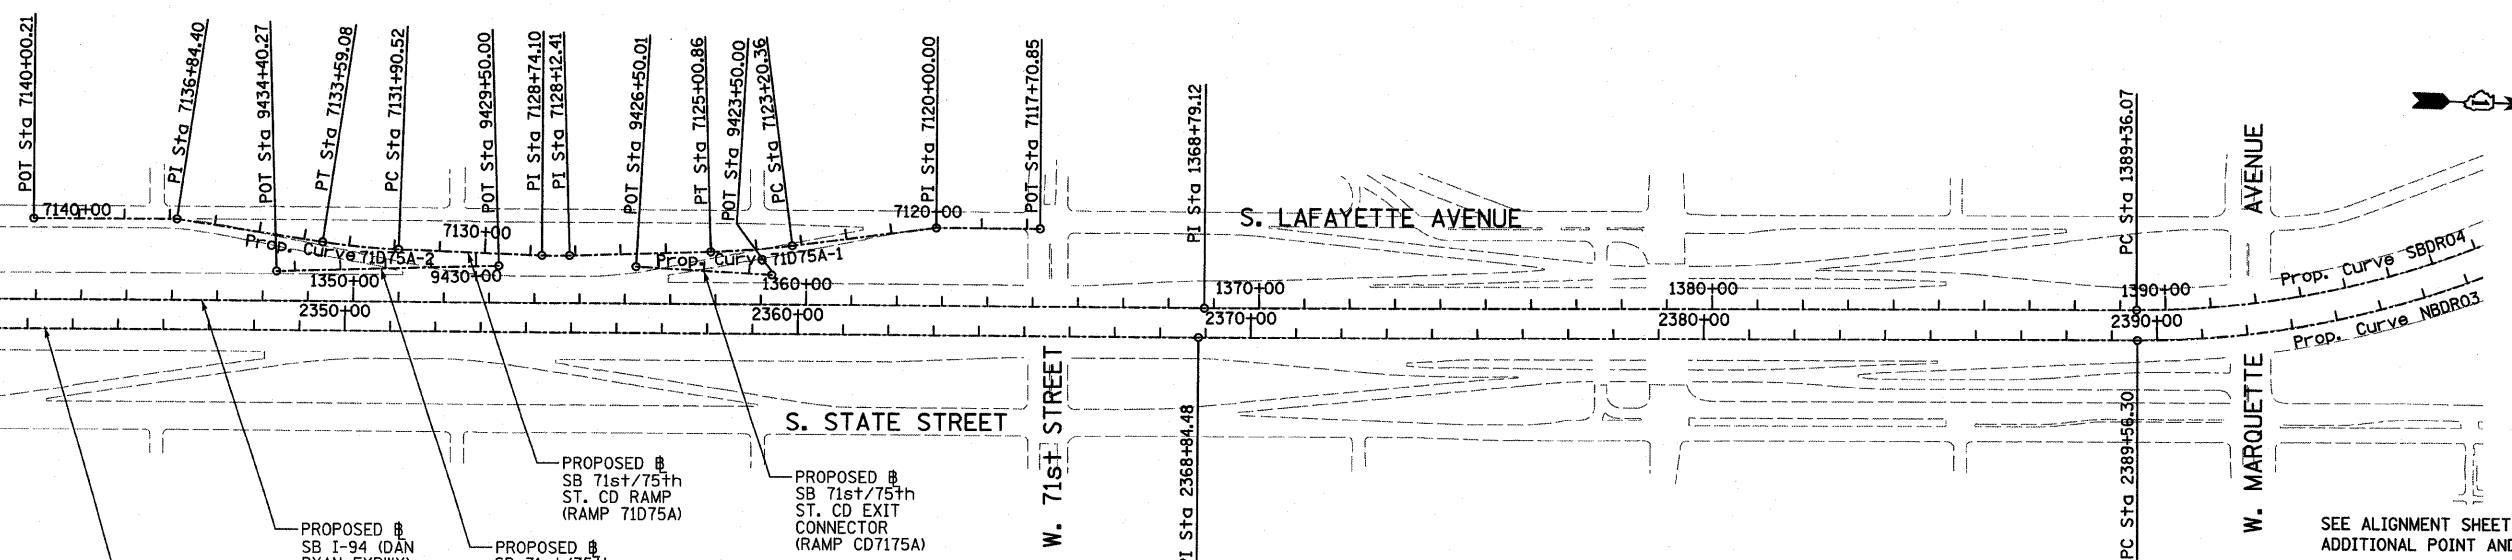 POT Sta 7140+00.21
PI Sta 7136+84.40
POT Sta 9434+40.27
PT Sta 7133+59.08
PC Sta 7131+90.52
POT Sta 9429+50.00
PI Sta 7128+74.10
PI Sta 7128+12.41
POT Sta 9426+50.01
PT Sta 7125+00.86
POT Sta 9423+50.00
PC Sta 7123+20.36
PI Sta 7120+00.00
POT Sta 7117+70.85
PI Sta 1368+79.12
PC Sta 1389+36.07
7140+00
7130+00
7120+00
S. LAFAYETTE AVENUE
AVENUE
Prop. Curve 71D75A-2
Prop. Curve 71D75A-1
Prop. Curve SBDR04
1350+00
9430+00
1360+00
1370+00
1380+00
1390+00
2350+00
2360+00
2370+00
2380+00
2390+00
Prop. Curve NBDR03
W. 71st STREET
W. MARQUETTE
S. STATE STREET
PI Sta 2368+84.48
PC Sta 2389+56.30
PROPOSED B
SB 71st/75th
ST. CD RAMP
(RAMP 71D75A)
PROPOSED B
SB 71st/75th
ST. CD EXIT
CONNECTOR
(RAMP CD7175A)
PROPOSED B
SB I-94 (DAN
PROPOSED B
SEE ALIGNMENT SHEET
ADDITIONAL POINT AND